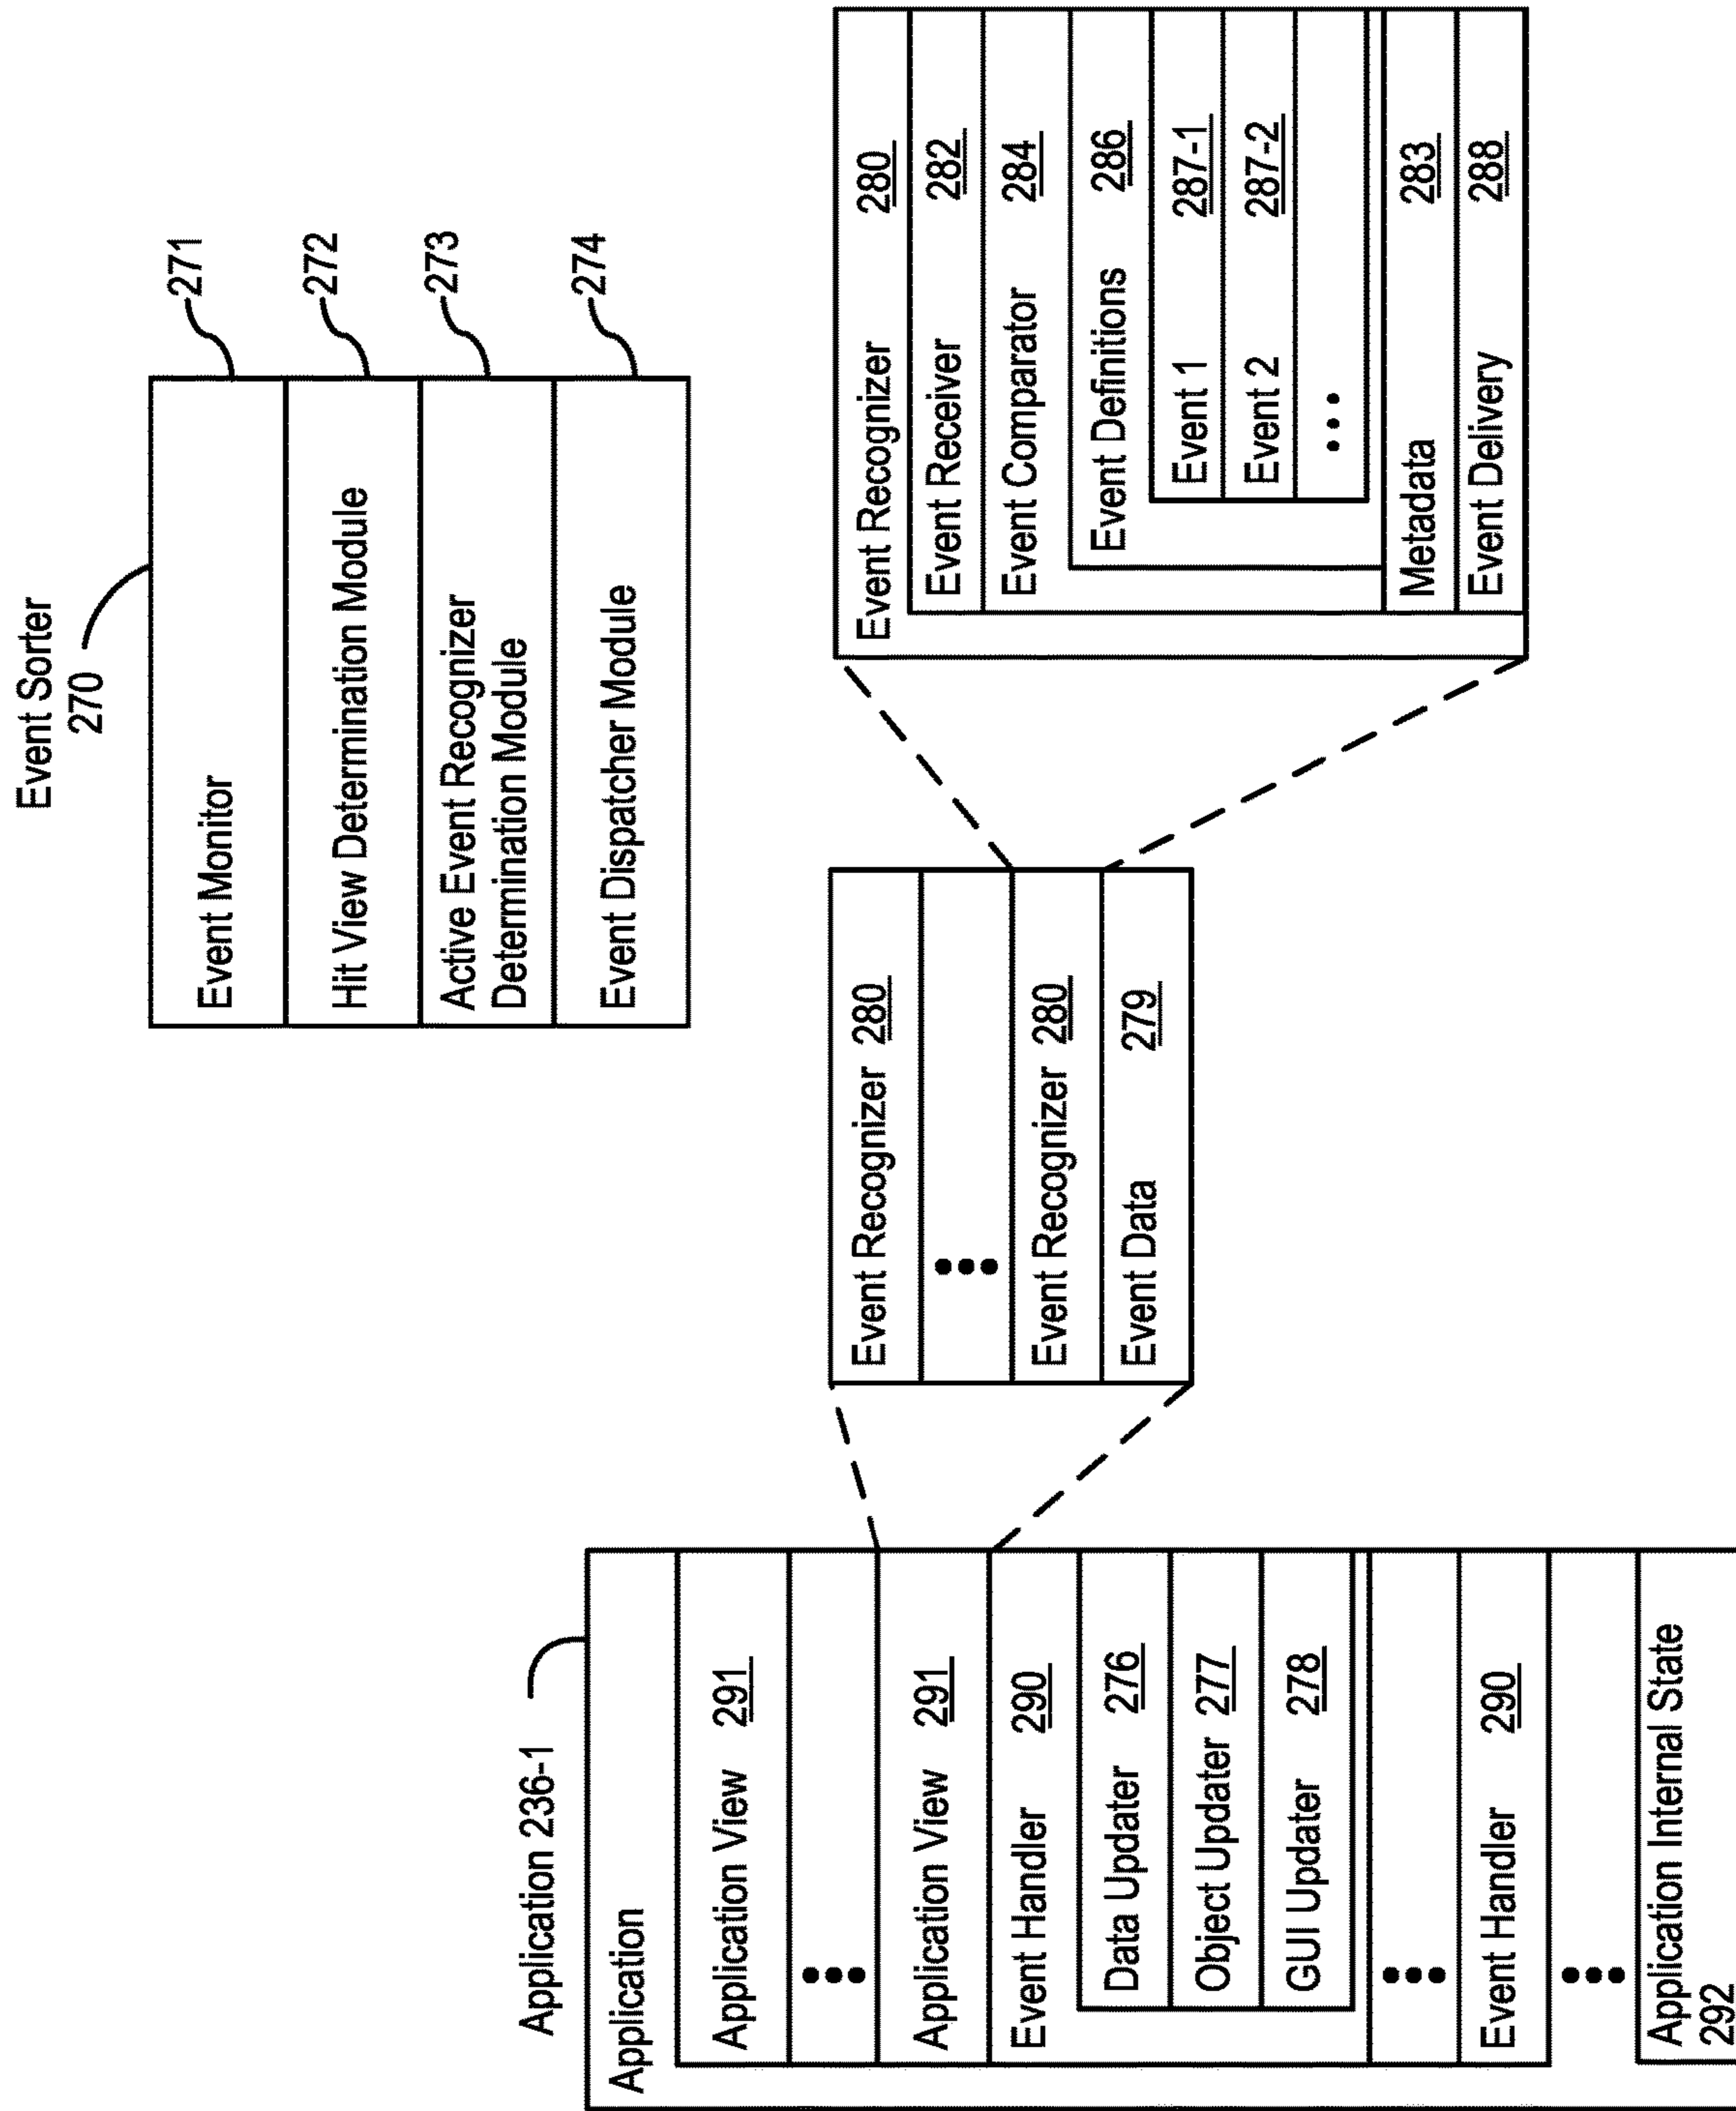 Event Sorter
270
Event Monitor
271
Hit View Determination Module
272
Active Event Recognizer
Determination Module
273
Event Dispatcher Module
274
Application 236-1
Application
Application View 291
Application View 291
Event Handler 290
Data Updater 276
Object Updater 277
GUI Updater 278
Event Handler 290
Application Internal State
292
Event Recognizer 280
Event Recognizer 280
Event Data 279
Event Recognizer 280
Event Receiver 282
Event Comparator 284
Event Definitions 286
Event 1 287-1
Event 2 287-2
Metadata 283
Event Delivery 288